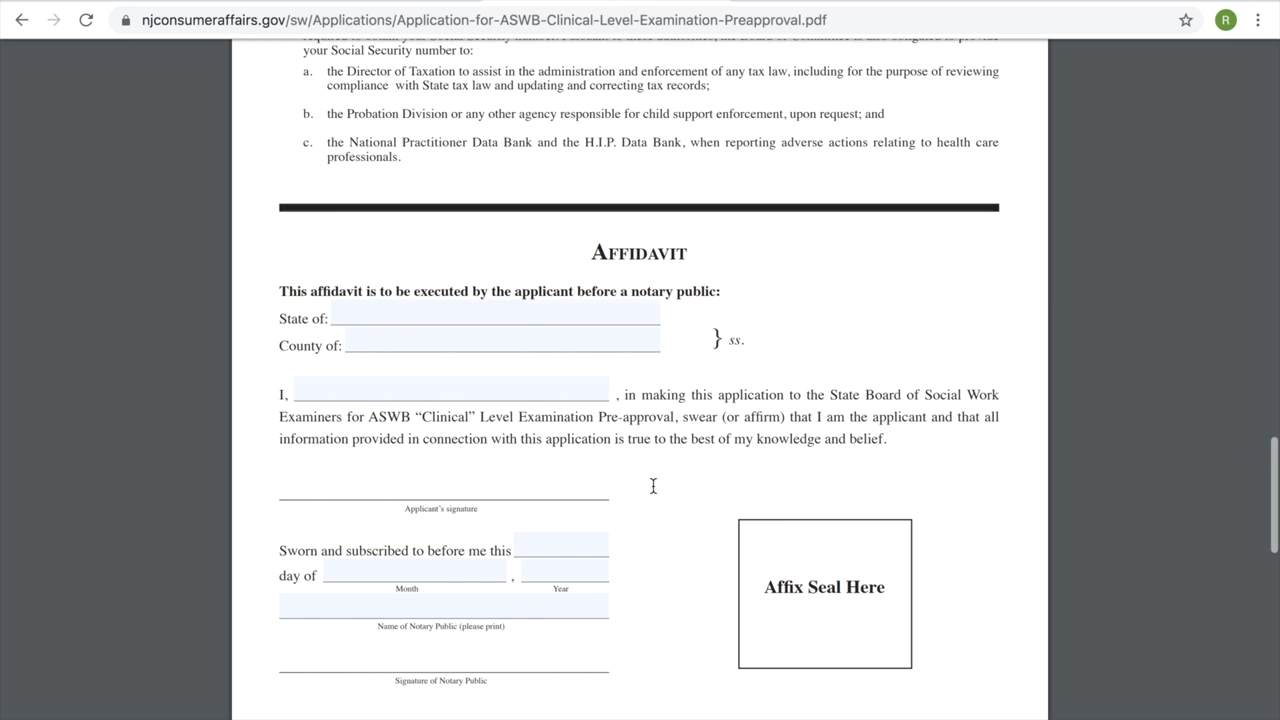 njconsumeraffairs.gov/sw/Applications/Application-for-ASWB-Clinical-Level-Examination-Preapproval.pdf
R
your Social Security number to:
a. the Director of Taxation to assist in the administration and enforcement of any tax law, including for the purpose of reviewing
compliance with State tax law and updating and correcting tax records;
b. the Probation Division or any other agency responsible for child support enforcement, upon request; and
c. the National Practitioner Data Bank and the H.I.P. Data Bank, when reporting adverse actions relating to health care
professionals.
AFFIDAVIT
This affidavit is to be executed by the applicant before a notary public:
State of:
County of:
} ss.
I, , in making this application to the State Board of Social Work
Examiners for ASWB “Clinical” Level Examination Pre-approval, swear (or affirm) that I am the applicant and that all
information provided in connection with this application is true to the best of my knowledge and belief.
Applicant’s signature
Sworn and subscribed to before me this
day of ,
Month Year
Name of Notary Public (please print)
Signature of Notary Public
Affix Seal Here